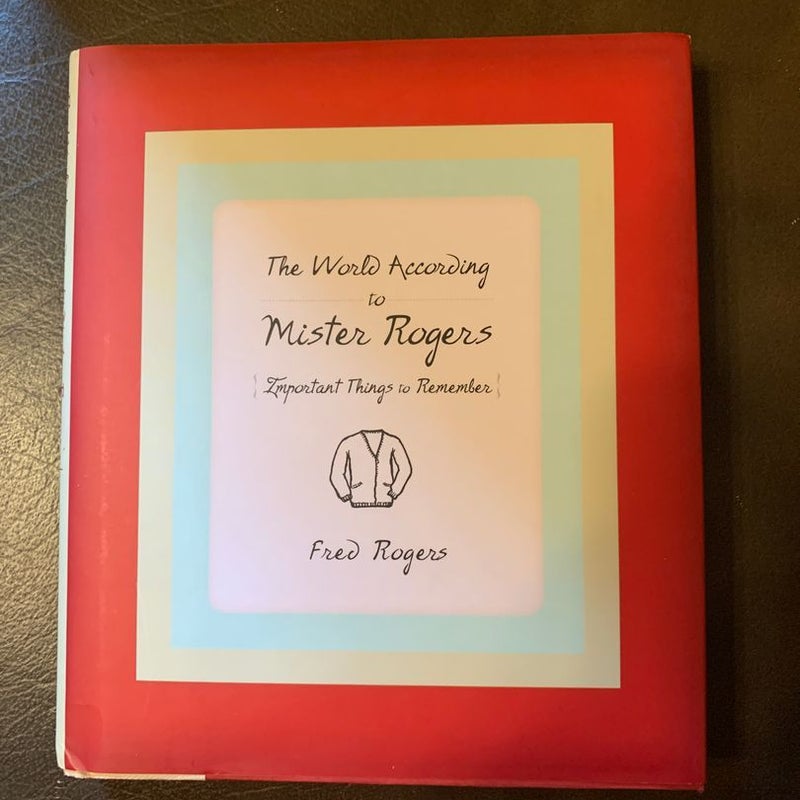 The World According
to
Mister Rogers
{Important Things to Remember}
Fred Rogers